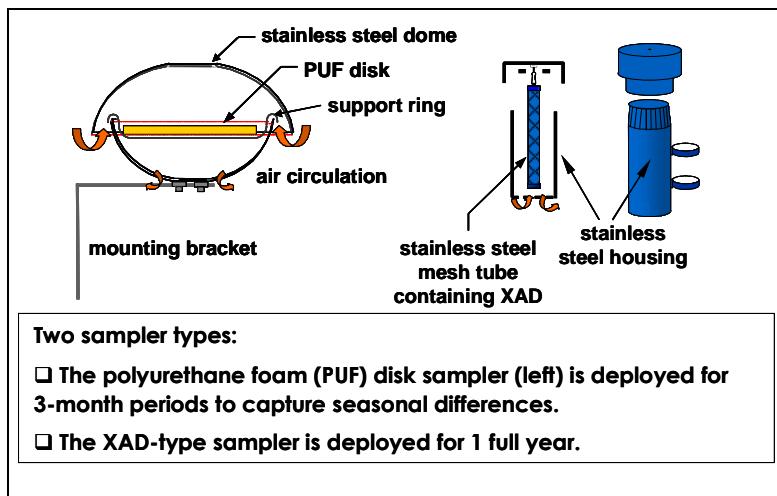 stainless steel dome
PUF disk
support ring
air circulation
mounting bracket
stainless steel
mesh tube
containing XAD
stainless
steel housing
Two sampler types:
❑ The polyurethane foam (PUF) disk sampler (left) is deployed for
3-month periods to capture seasonal differences.
❑ The XAD-type sampler is deployed for 1 full year.